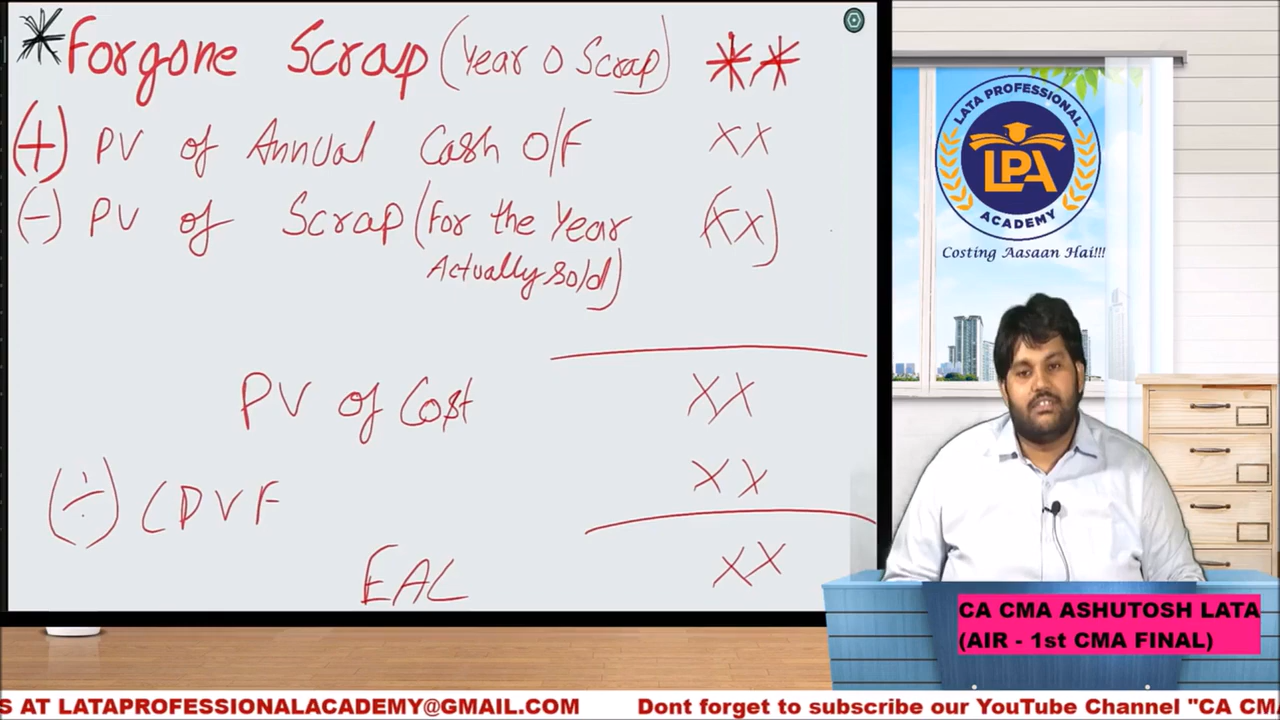 *Forgone Scrap (Year 0 Scrap) **
(+) PV of Annual Cash O/F XX
(-) PV of Scrap (For the Year Actually sold) (XX)
PV of Cost XX
(÷) CDVF XX
EAC XX
LATA PROFESSIONAL
LPA
ACADEMY
Costing Aasaan Hai!!!
CA CMA ASHUTOSH LATA
(AIR - 1st CMA FINAL)
S AT LATAPROFESSIONALACADEMY@GMAIL.COM Dont forget to subscribe our YouTube Channel "CA CMA